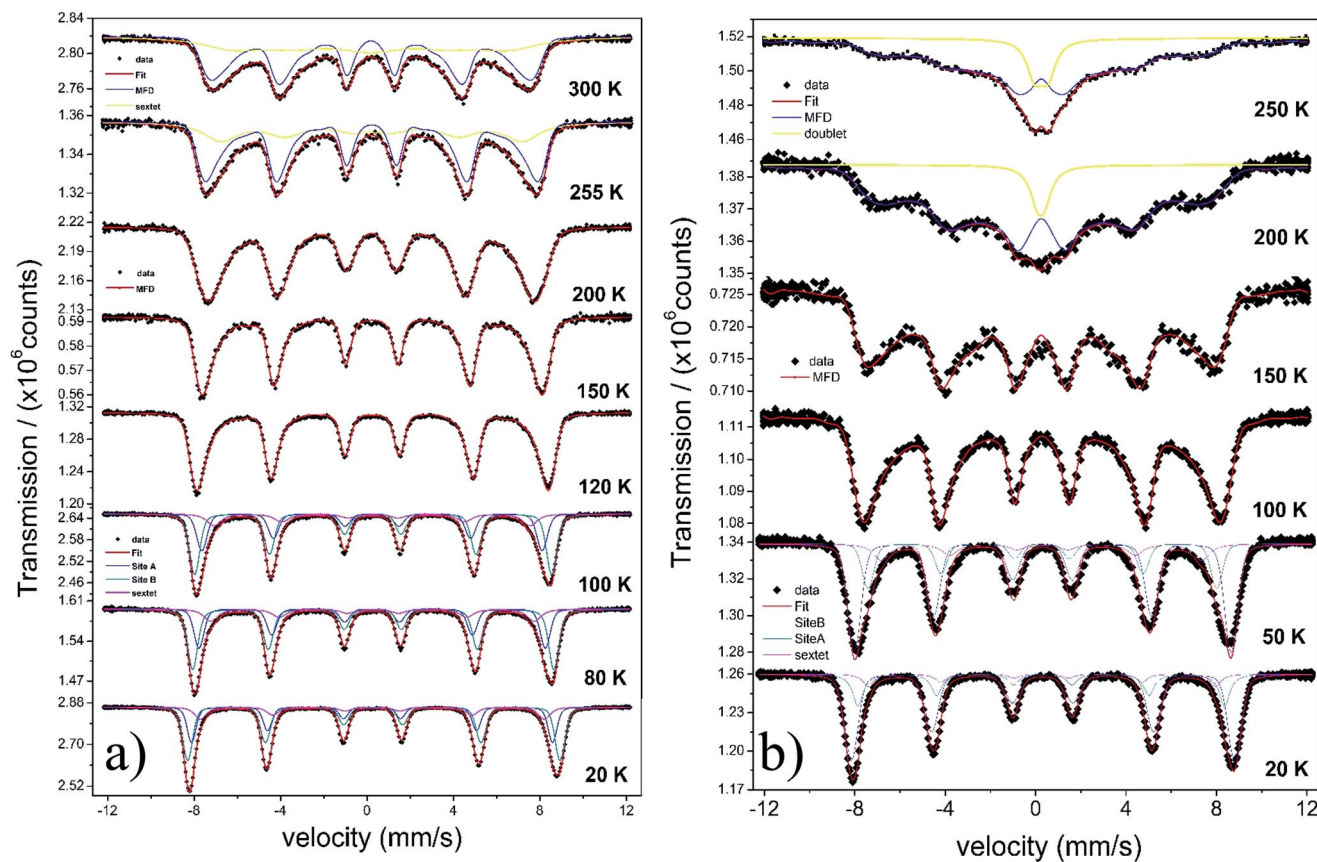 2.84
2.80
2.76
data
Fit
MFD
sextet
300 K
1.36
1.34
1.32
255 K
2.22
2.19
2.16
2.13
data
MFD
200 K
0.59
0.58
0.57
0.56
150 K
1.32
1.28
1.24
1.20
120 K
2.64
2.58
2.52
2.46
data
Fit
Site A
Site B
sextet
100 K
1.61
1.54
1.47
80 K
2.88
2.70
2.52
a)
20 K
-12 -8 -4 0 4 8 12
velocity (mm/s)
Transmission / (x10⁶counts)
1.52
1.50
1.48
1.46
data
Fit
MFD
doublet
250 K
1.38
1.37
1.36
1.35
200 K
0.725
0.720
0.715
0.710
data
MFD
150 K
1.11
1.10
1.09
1.08
100 K
1.34
1.32
1.30
1.28
data
Fit
SiteB
SiteA
sextet
50 K
1.26
1.23
1.20
1.17
b)
20 K
-12 -8 -4 0 4 8 12
velocity (mm/s)
Transmission / (x10⁶counts)